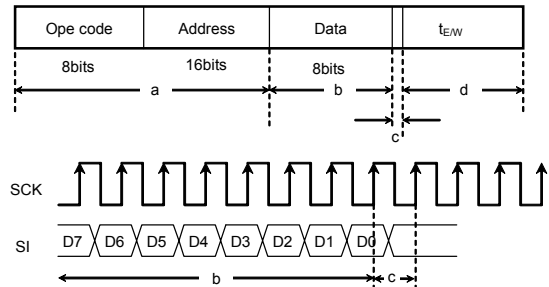 Ope code Address Data tE/W
8bits 16bits 8bits
a b d
c
SCK
SI D7 D6 D5 D4 D3 D2 D1 D0
b c